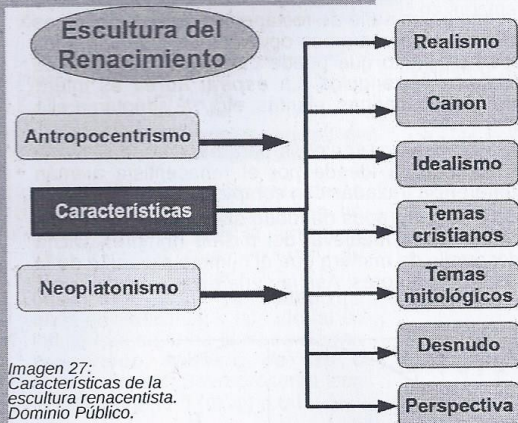 Escultura del
Renacimiento
Antropocentrismo
Características
Neoplatonismo
Realismo
Canon
Idealismo
Temas
cristianos
Temas
mitológicos
Desnudo
Perspectiva
Imagen 27:
Características de la
escultura renacentista.
Dominio Público.